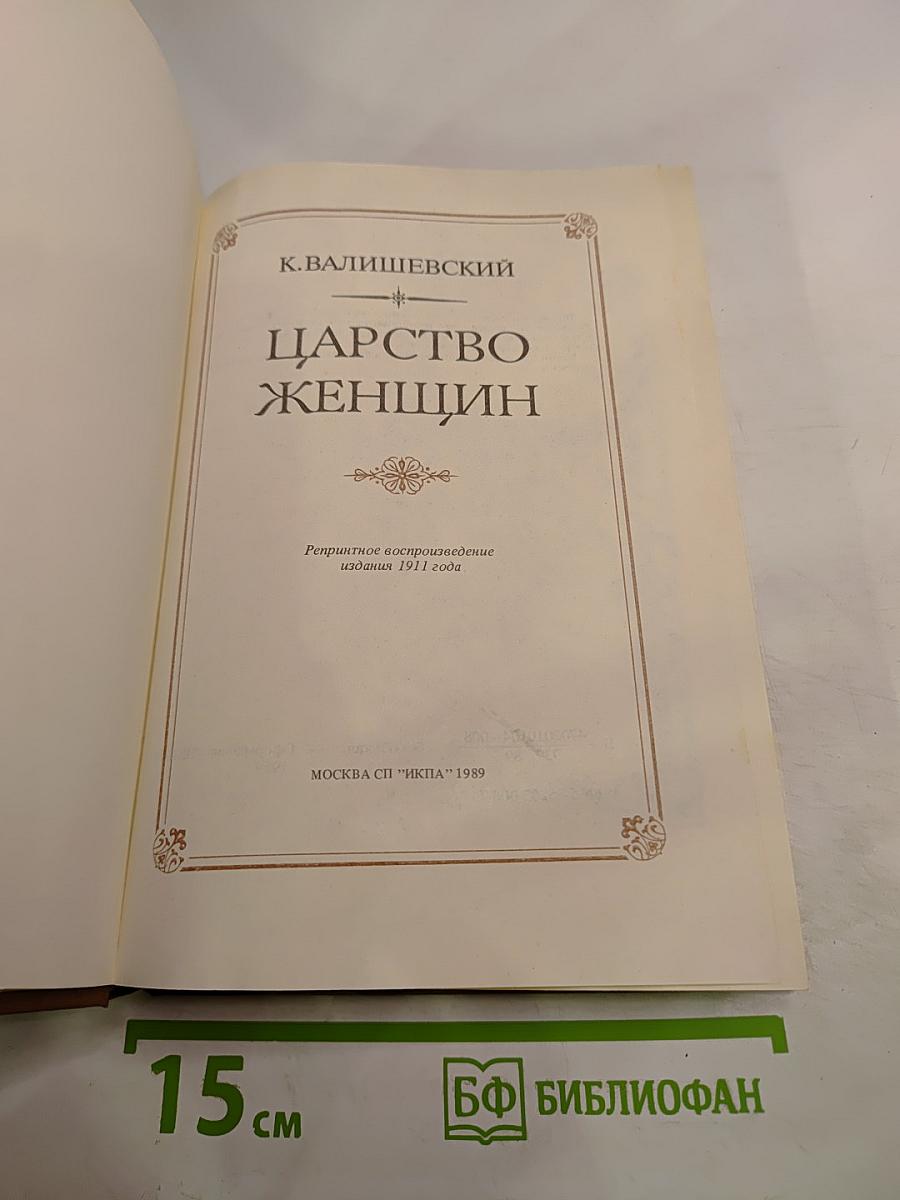 К. ВАЛИШЕВСКИЙ
ЦАРСТВО
ЖЕНЩИН
Репринтное воспроизведение
издания 1911 года
МОСКВА СП "ИКПА" 1989
15 см
БФ БИБЛИОФАН